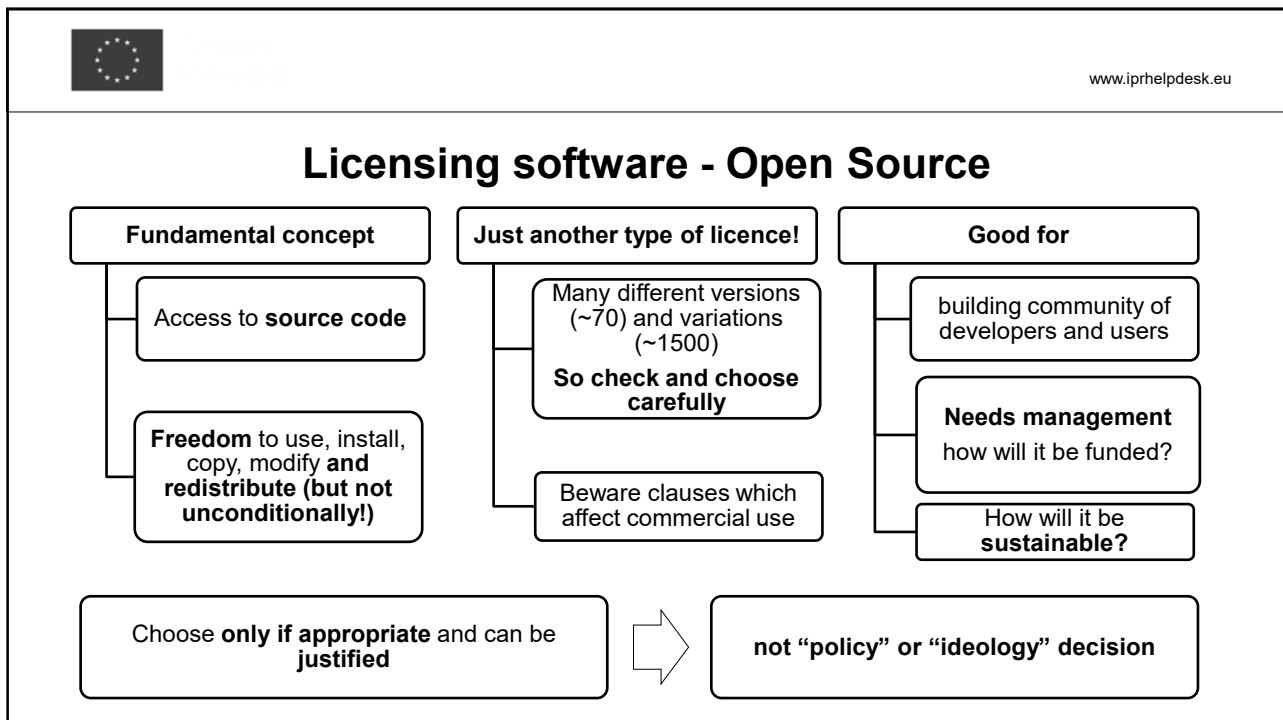 www.iprhelpdesk.eu
Licensing software - Open Source
Fundamental concept
Access to source code
Freedom to use, install,
copy, modify and
redistribute (but not
unconditionally!)
Just another type of licence!
Many different versions
(~70) and variations
(~1500)
So check and choose
carefully
Beware clauses which
affect commercial use
Good for
building community of
developers and users
Needs management
how will it be funded?
How will it be
sustainable?
Choose only if appropriate and can be
justified
not “policy” or “ideology” decision